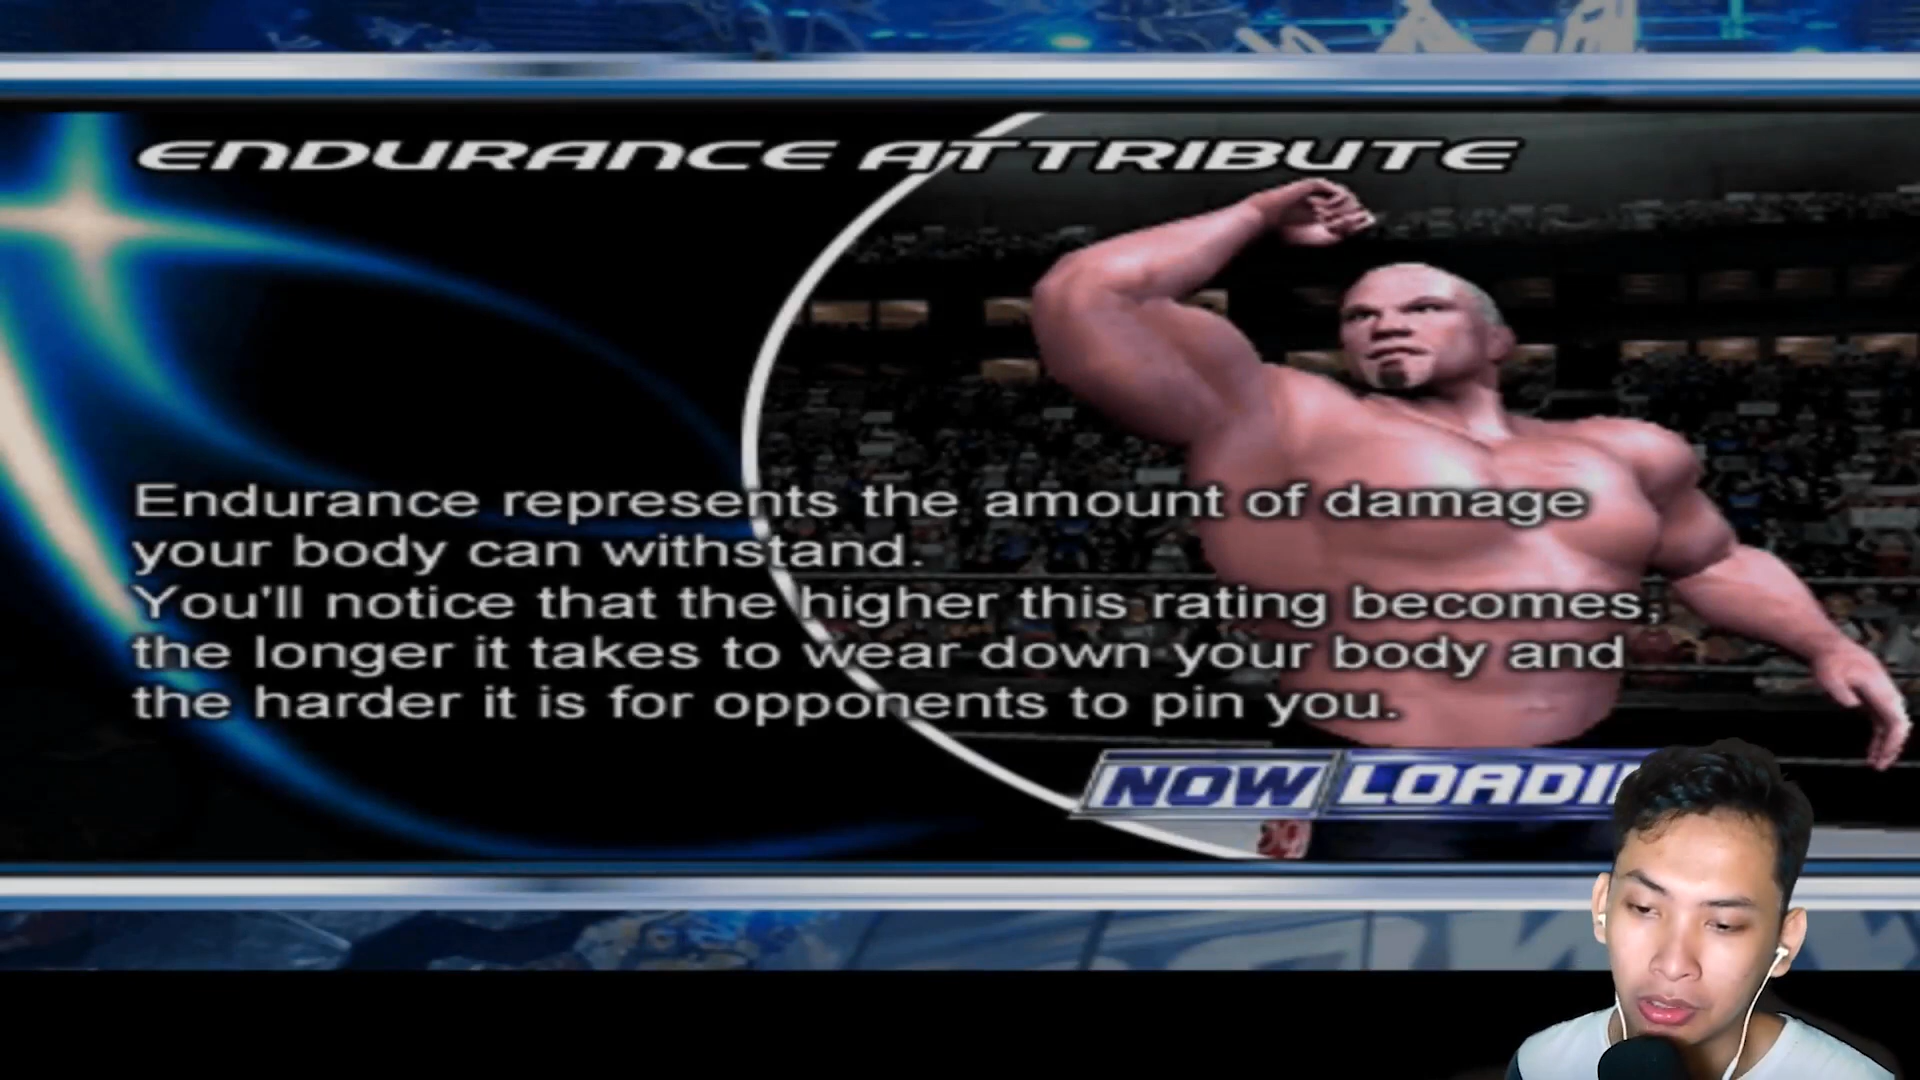 ENDURANCE ATTRIBUTE
Endurance represents the amount of damage
your body can withstand.
You'll notice that the higher this rating becomes,
the longer it takes to wear down your body and
the harder it is for opponents to pin you.
NOW LOADI